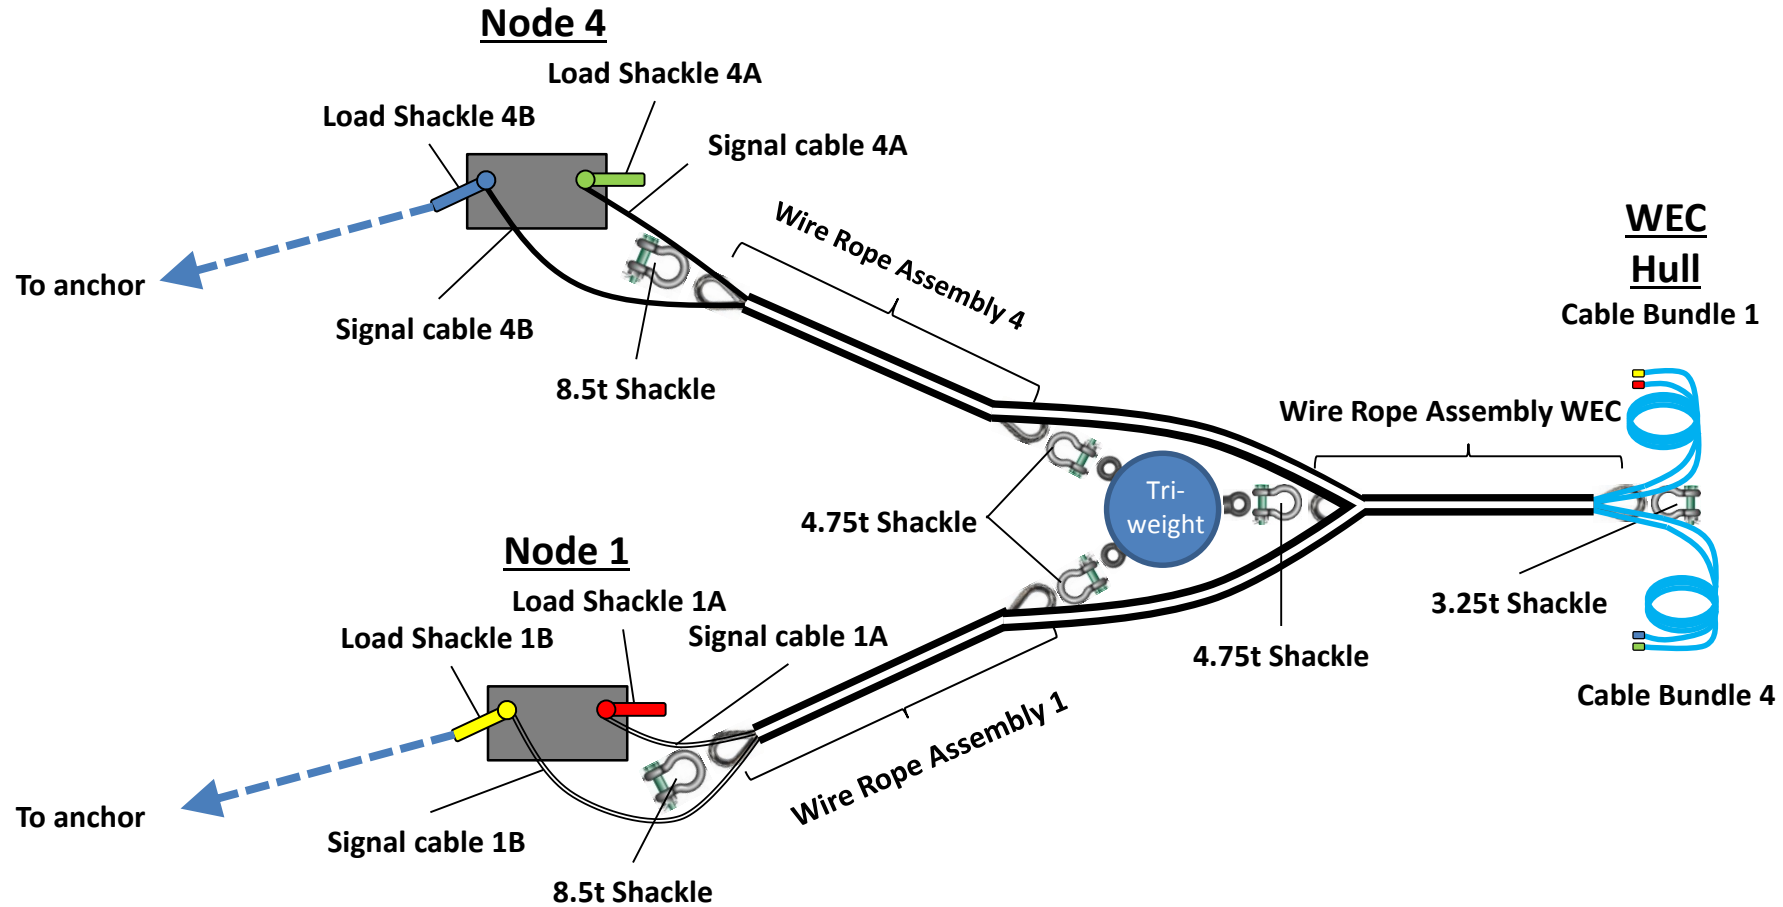 Node 4
Load Shackle 4A
Load Shackle 4B
Signal cable 4A
Wire Rope Assembly 4
WEC
Hull
To anchor
Cable Bundle 1
Signal cable 4B
8.5t Shackle
Wire Rope Assembly WEC
Tri-
weight
4.75t Shackle
Node 1
Load Shackle 1A
3.25t Shackle
Load Shackle 1B
Signal cable 1A
4.75t Shackle
Cable Bundle 4
Wire Rope Assembly 1
To anchor
Signal cable 1B
8.5t Shackle